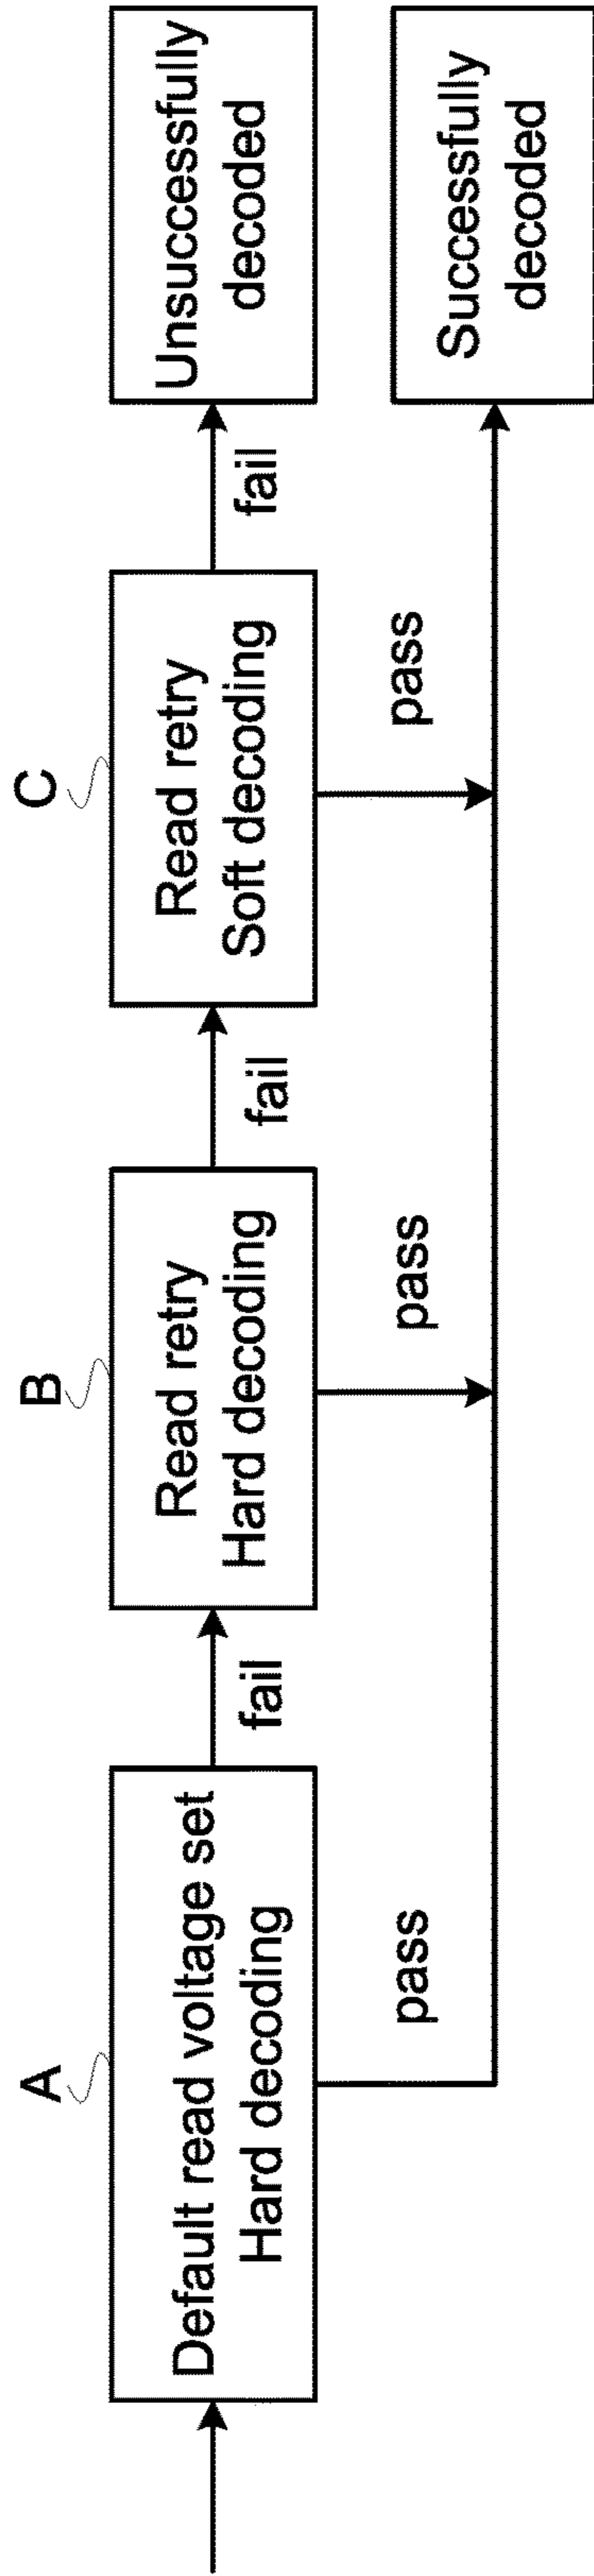 A
Default read voltage set
Hard decoding
fail
pass
B
Read retry
Hard decoding
fail
pass
C
Read retry
Soft decoding
fail
pass
Unsuccessfully
decoded
Successfully
decoded